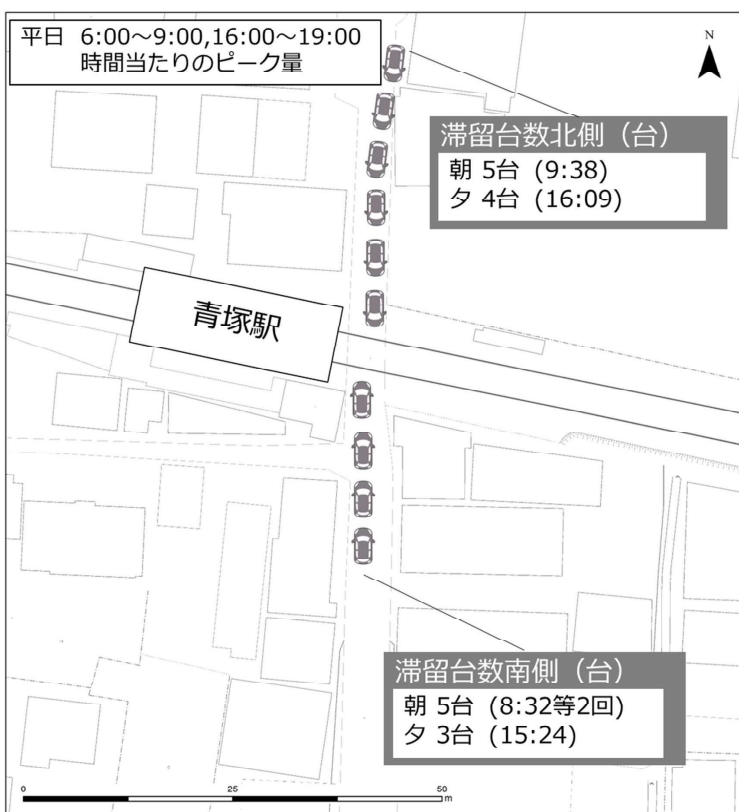 平日 6:00～9:00,16:00～19:00
時間当たりのピーク量
N
滞留台数北側（台）
朝 5台 (9:38)
夕 4台 (16:09)
青塚駅
滞留台数南側（台）
朝 5台 (8:32等2回)
夕 3台 (15:24)
0 25 50
m